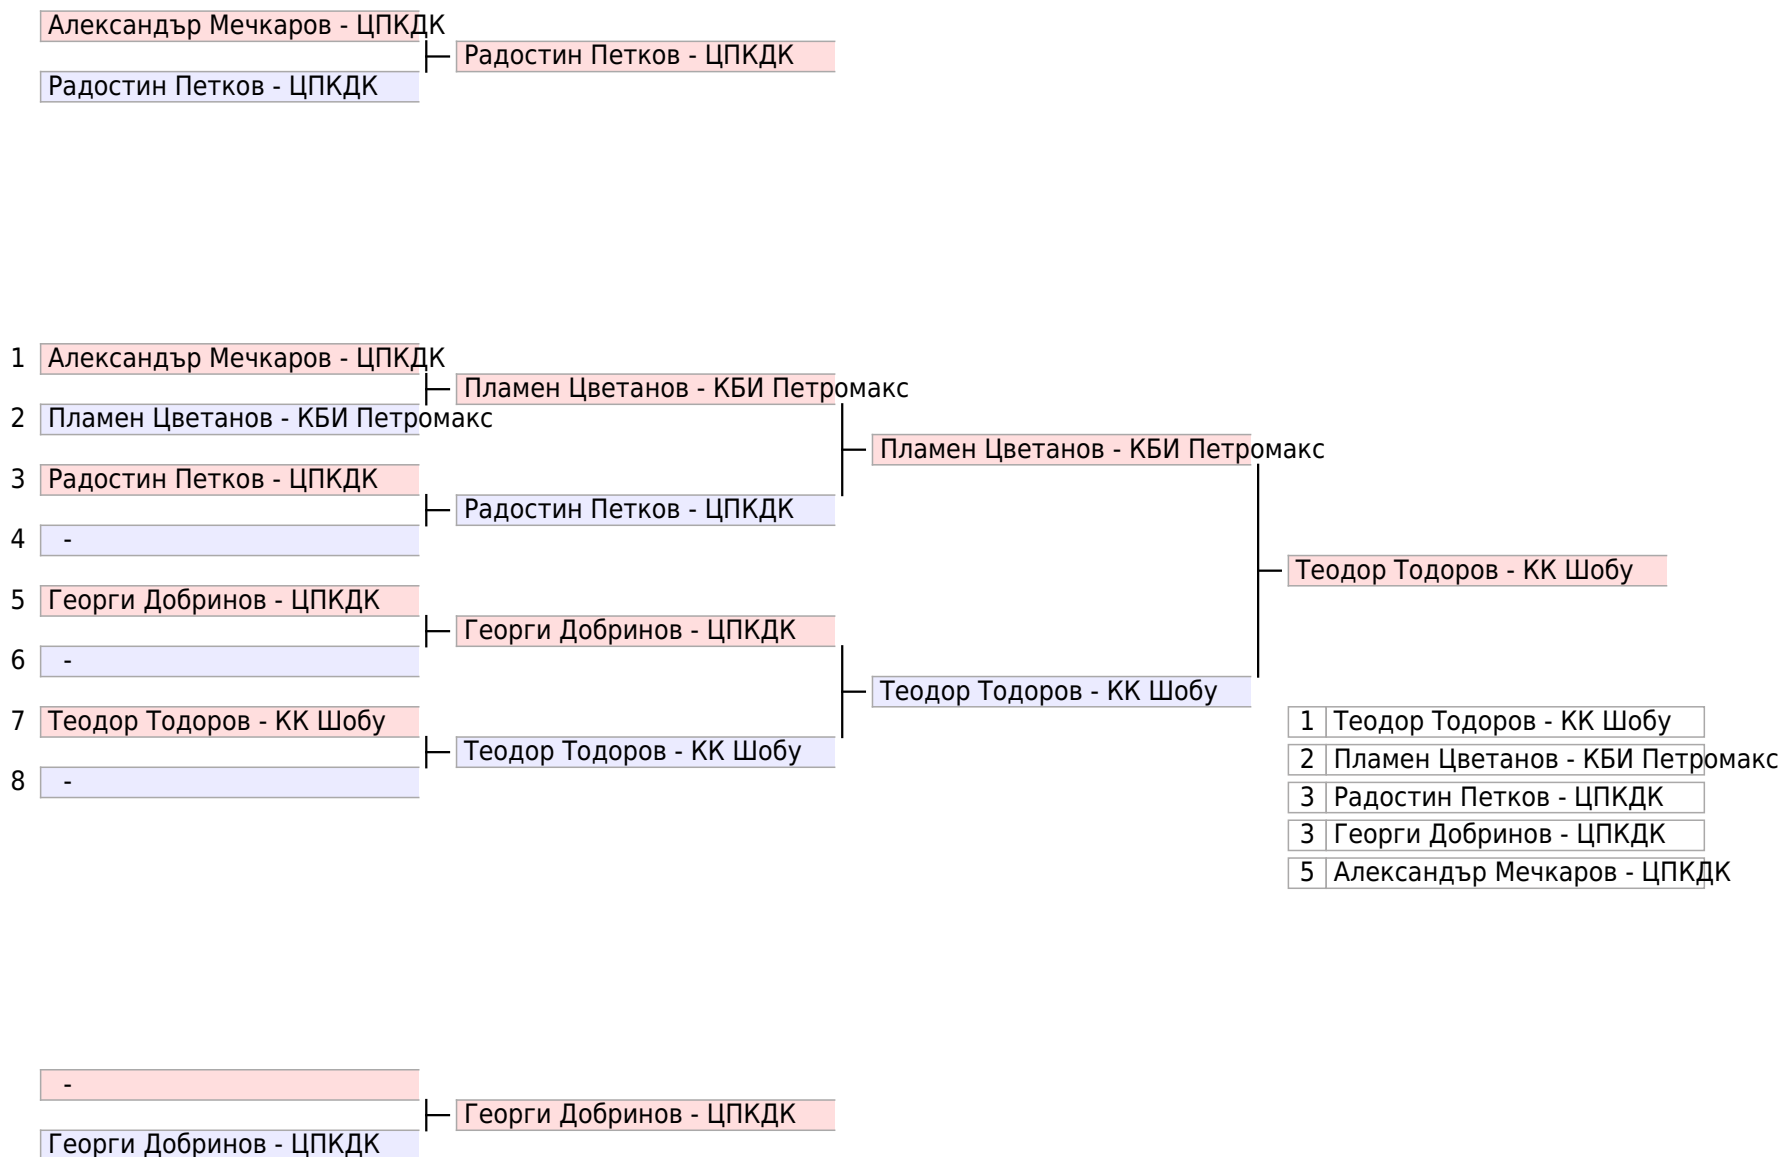 Александър Мечкаров - ЦПКДК
Радостин Петков - ЦПКДК
Радостин Петков - ЦПКДК
1 Александър Мечкаров - ЦПКДК
Пламен Цветанов - КБИ Петромакс
2 Пламен Цветанов - КБИ Петромакс
Пламен Цветанов - КБИ Петромакс
3 Радостин Петков - ЦПКДК
Радостин Петков - ЦПКДК
4 -
Теодор Тодоров - КК Шобу
5 Георги Добринов - ЦПКДК
Георги Добринов - ЦПКДК
6 -
Теодор Тодоров - КК Шобу
7 Теодор Тодоров - КК Шобу
Теодор Тодоров - КК Шобу
8 -
1 Теодор Тодоров - КК Шобу
2 Пламен Цветанов - КБИ Петромакс
3 Радостин Петков - ЦПКДК
3 Георги Добринов - ЦПКДК
5 Александър Мечкаров - ЦПКДК
-
Георги Добринов - ЦПКДК
Георги Добринов - ЦПКДК